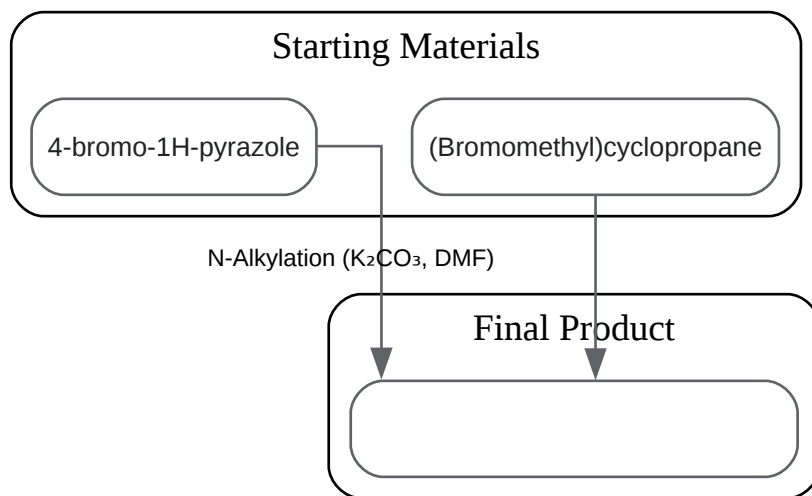 Starting Materials
4-bromo-1H-pyrazole
(Bromomethyl)cyclopropane
N-Alkylation (K₂CO₃, DMF)
Final Product